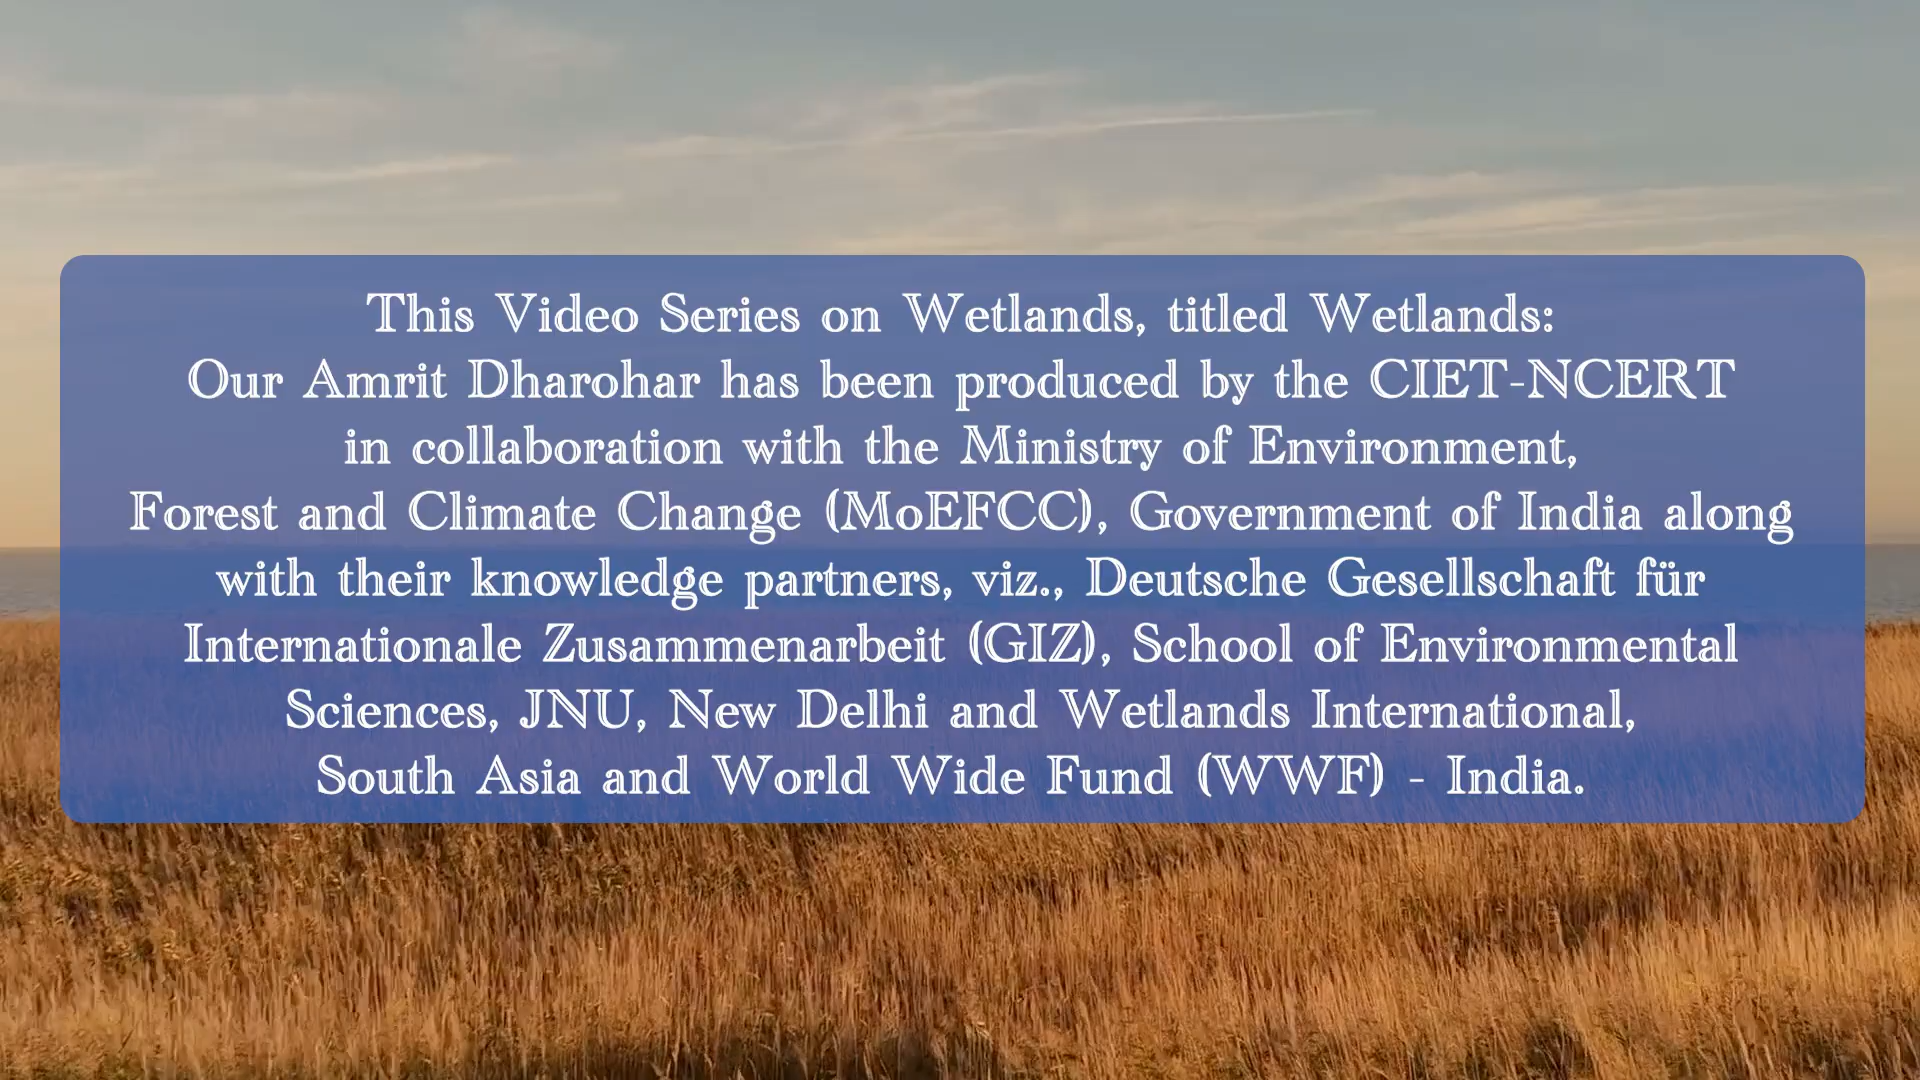 This Video Series on Wetlands, titled Wetlands:
Our Amrit Dharohar has been produced by the CIET-NCERT
in collaboration with the Ministry of Environment,
Forest and Climate Change (MoEFCC), Government of India along
with their knowledge partners, viz., Deutsche Gesellschaft für
Internationale Zusammenarbeit (GIZ), School of Environmental
Sciences, JNU, New Delhi and Wetlands International,
South Asia and World Wide Fund (WWF) - India.